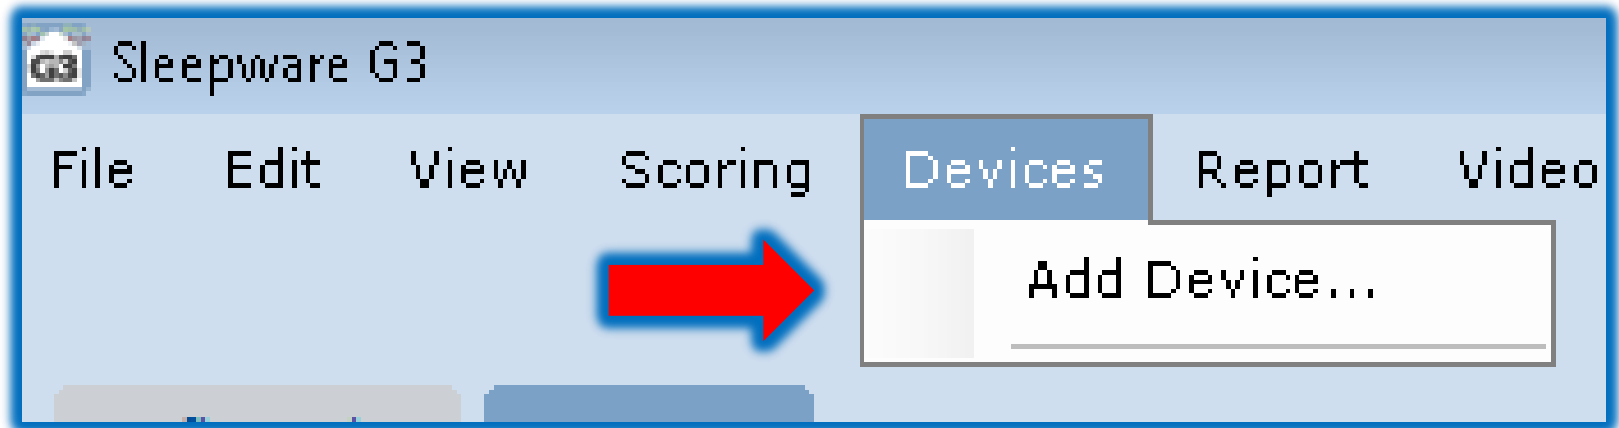 G3 Sleepware G3
File Edit View Scoring Devices Report Video
Add Device...